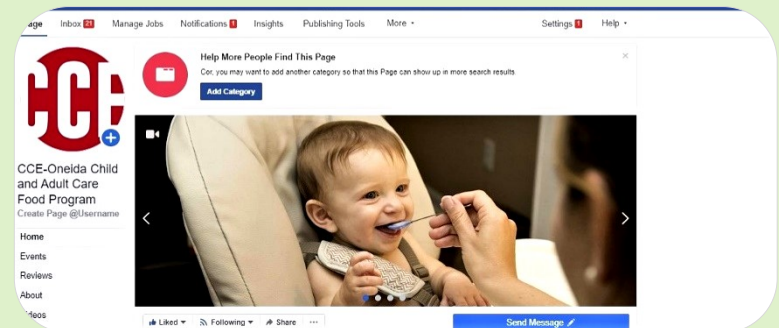 age Inbox 21 Manage Jobs Notifications 1 Insights Publishing Tools More Settings 1 Help
CCE
Help More People Find This Page
Cor, you may want to add another category so that this Page can show up in more search results
Add Category
CCE-Oneida Child
and Adult Care
Food Program
Create Page @Username
Home
Events
Reviews
About
Videos
Liked Following Share ...
Send Message